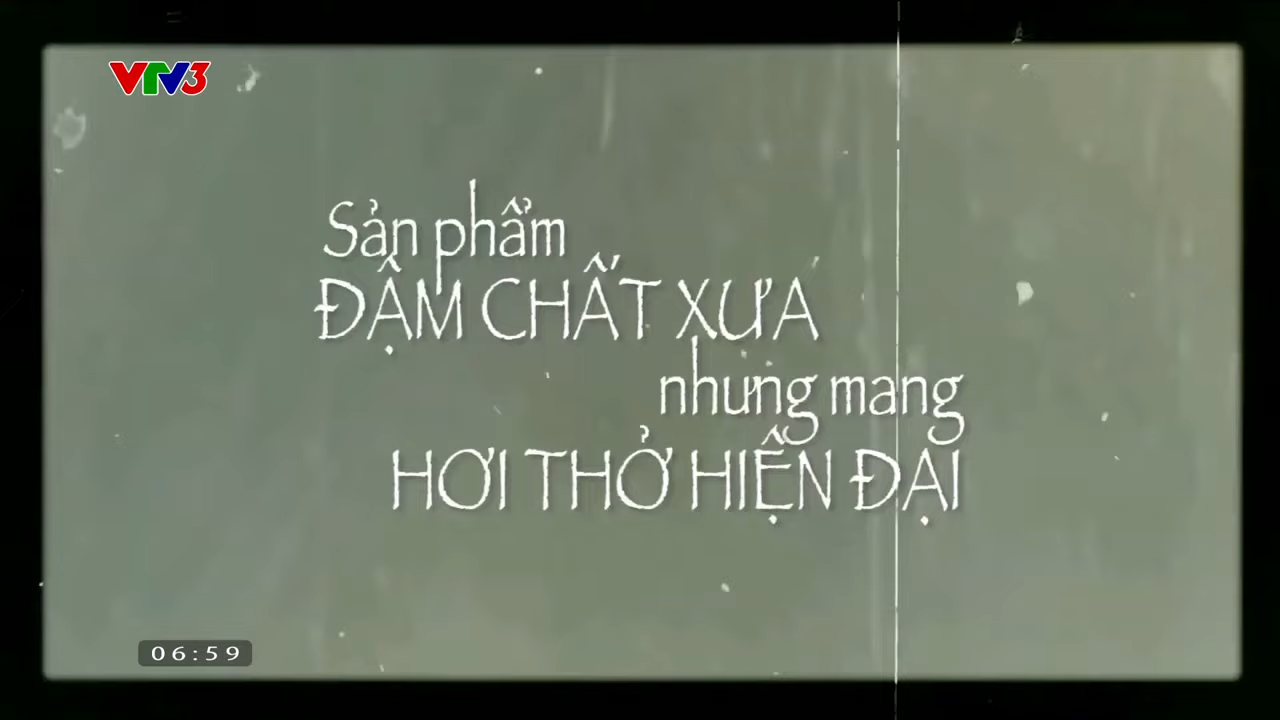 VTV3
Sản phẩm
ĐẬM CHẤT XƯA
nhưng mang
HƠI THỞ HIỆN ĐẠI
06:59